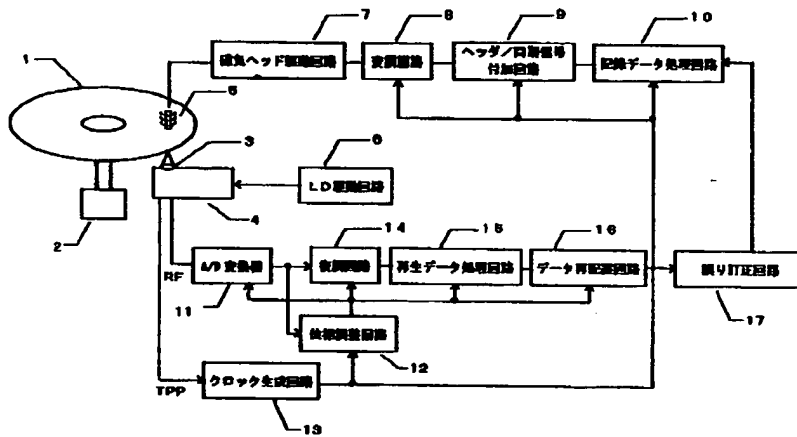 7
8
9
10
1
5
磁気ヘッド駆動回路
変調回路
ヘッダ/同期信号
付加回路
記録データ処理回路
3
6
LD駆動回路
4
2
14
15
16
RF
A/D変換器
復調回路
再生データ処理回路
データ再配置回路
誤り訂正回路
11
17
位相調整回路
12
TPP
クロック生成回路
13